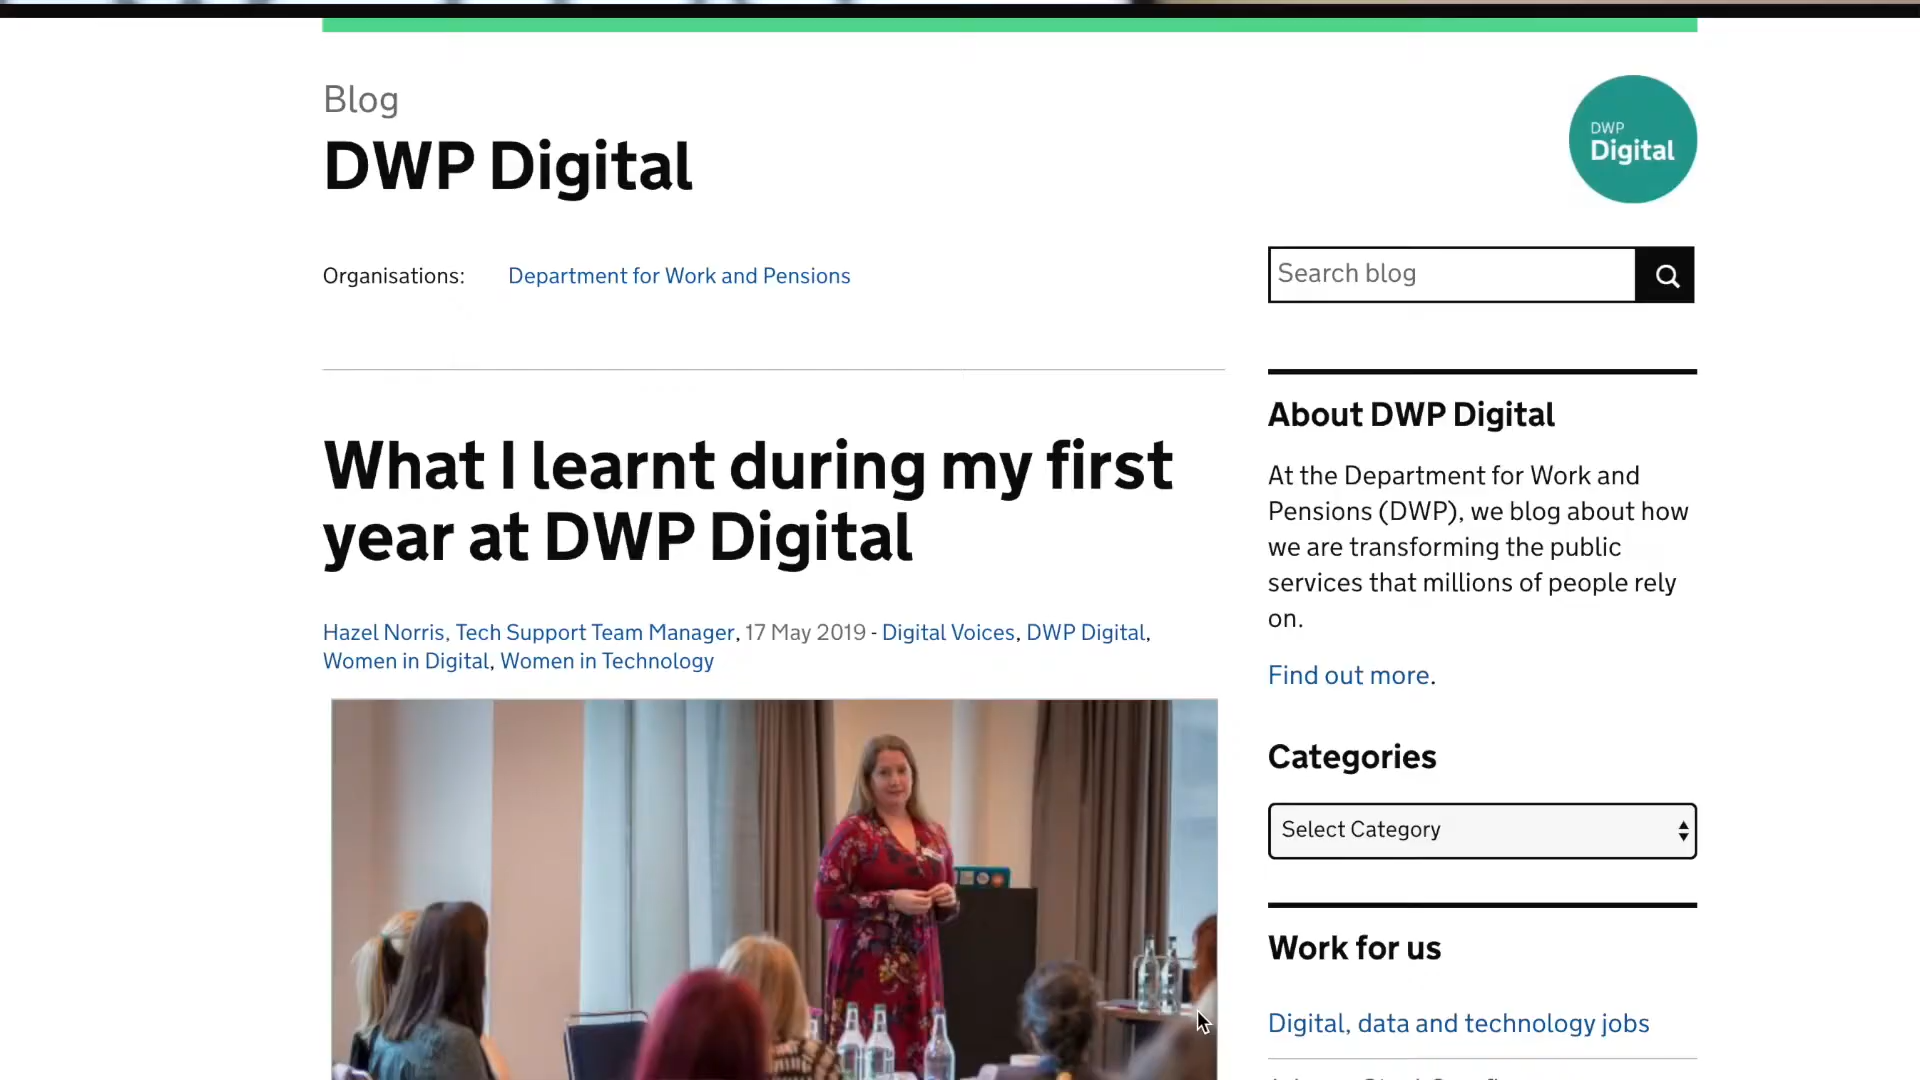 Blog
DWP Digital
DWP
Digital
Organisations: Department for Work and Pensions
Search blog
What I learnt during my first
year at DWP Digital
Hazel Norris, Tech Support Team Manager, 17 May 2019 - Digital Voices, DWP Digital,
Women in Digital, Women in Technology
About DWP Digital
At the Department for Work and
Pensions (DWP), we blog about how
we are transforming the public
services that millions of people rely
on.
Find out more.
Categories
Select Category
Work for us
Digital, data and technology jobs